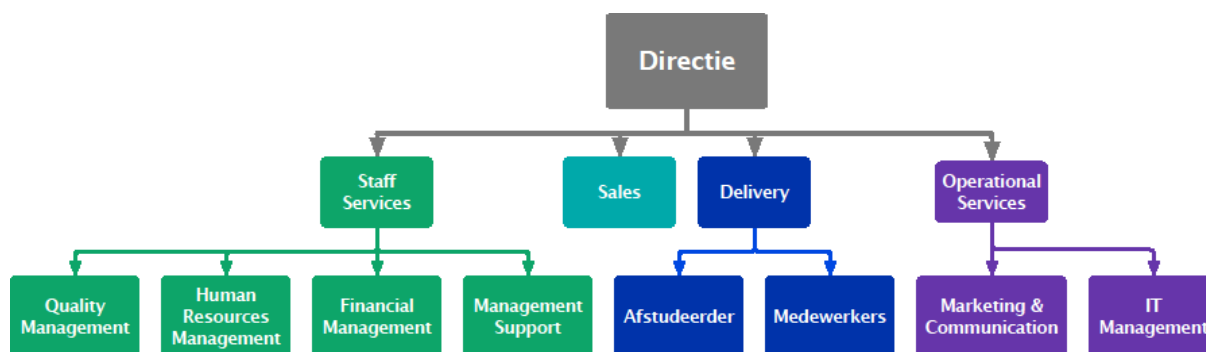 Directie
Staff
Services
Sales
Delivery
Operational
Services
Quality
Management
Human
Resources
Management
Financial
Management
Management
Support
Afstudeerder
Medewerkers
Marketing &
Communication
IT
Management